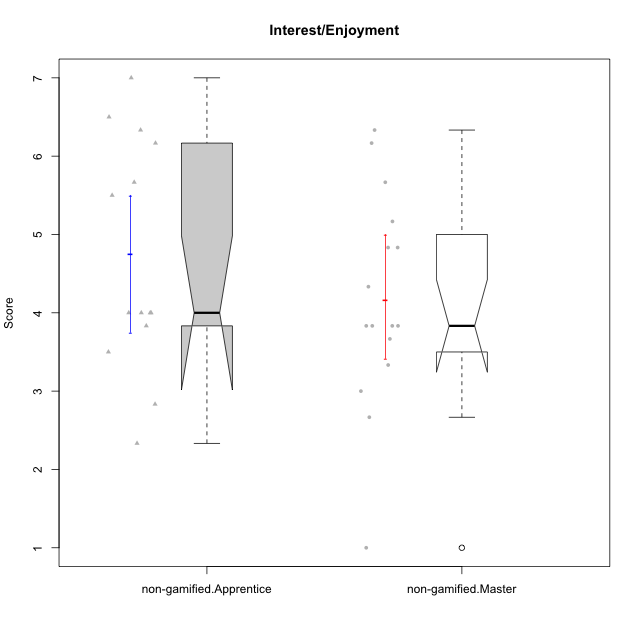 Interest/Enjoyment
Score
7
6
5
4
3
2
1
non-gamified.Apprentice
non-gamified.Master